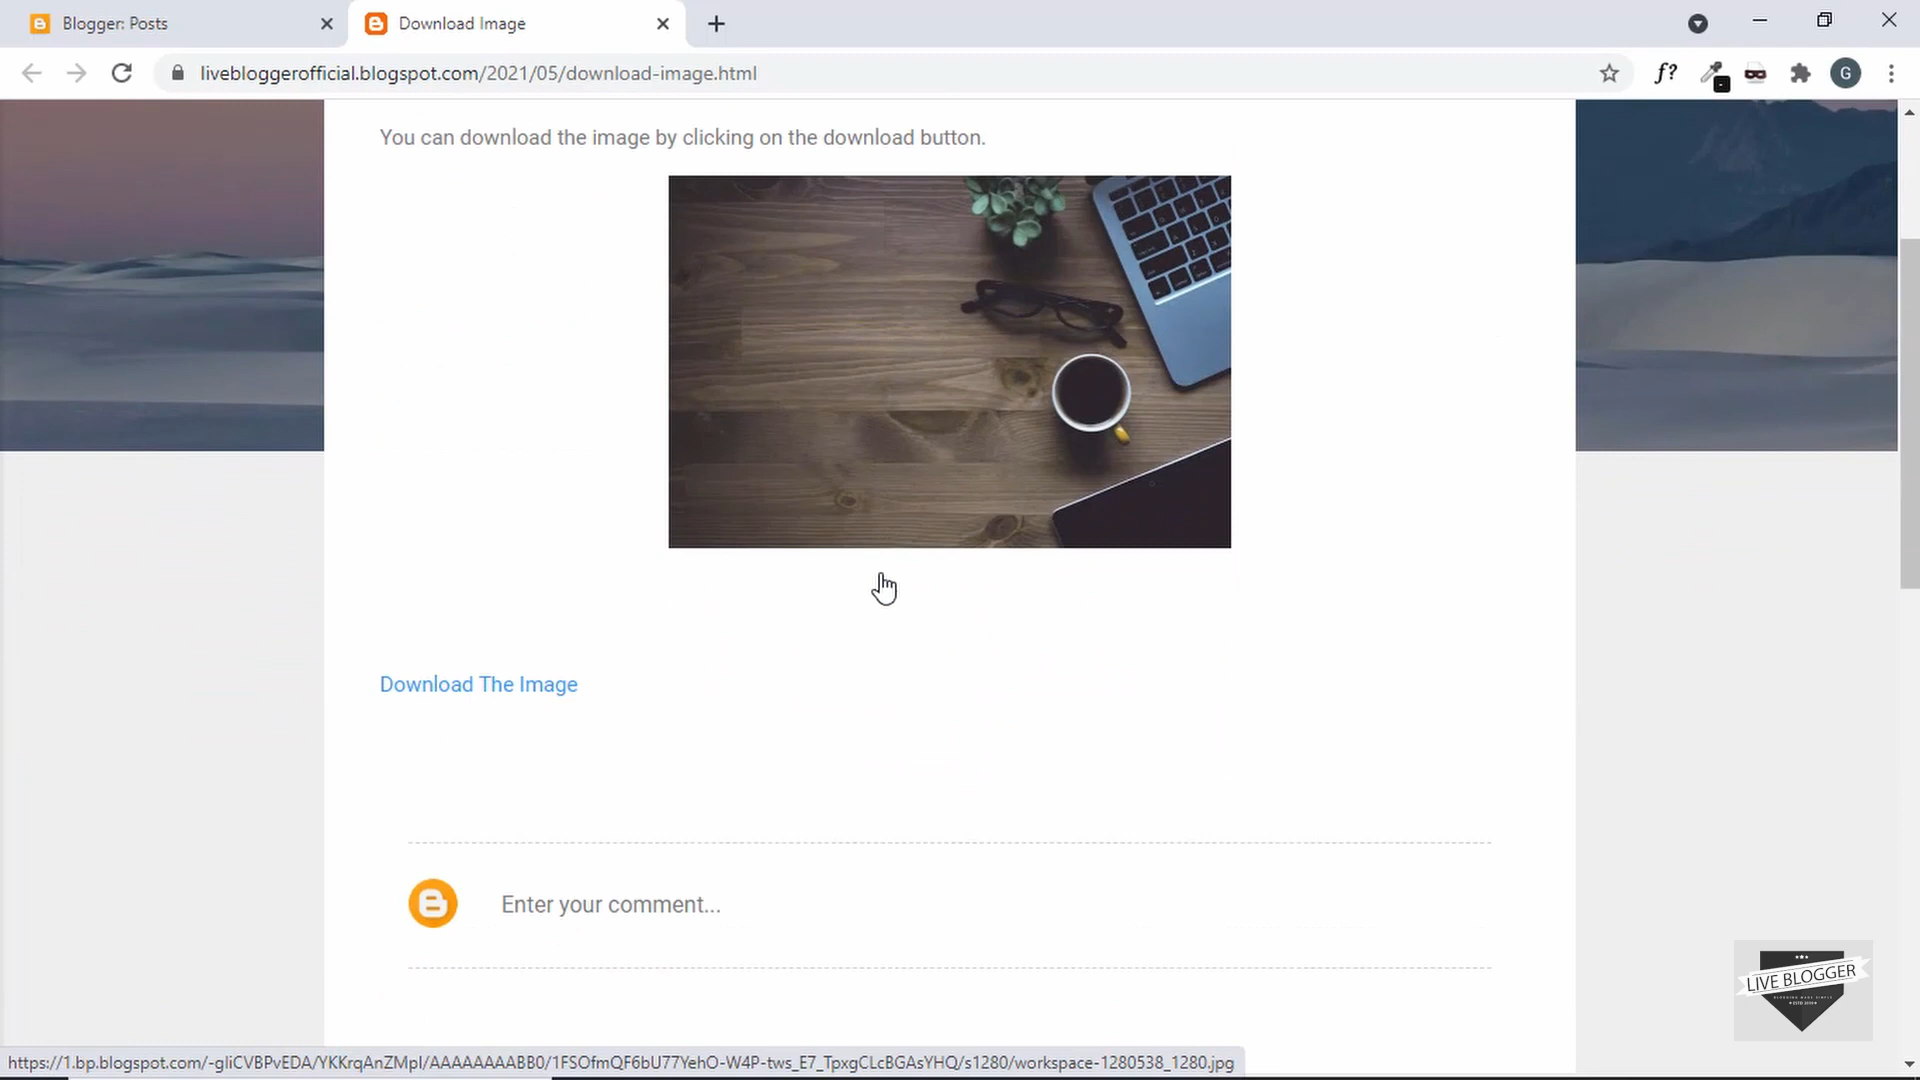 Blogger: Posts
Download Image
livebloggerofficial.blogspot.com/2021/05/download-image.html
f?
G
You can download the image by clicking on the download button.
Download The Image
Enter your comment...
LIVE BLOGGER
https://1.bp.blogspot.com/-gIiCVBPvEDA/YKKrqAnZMpI/AAAAAAAABB0/1FSOfmQF6bU77YehO-W4P-tws_E7_TpxgCLcBGAsYHQ/s1280/workspace-1280538_1280.jpg